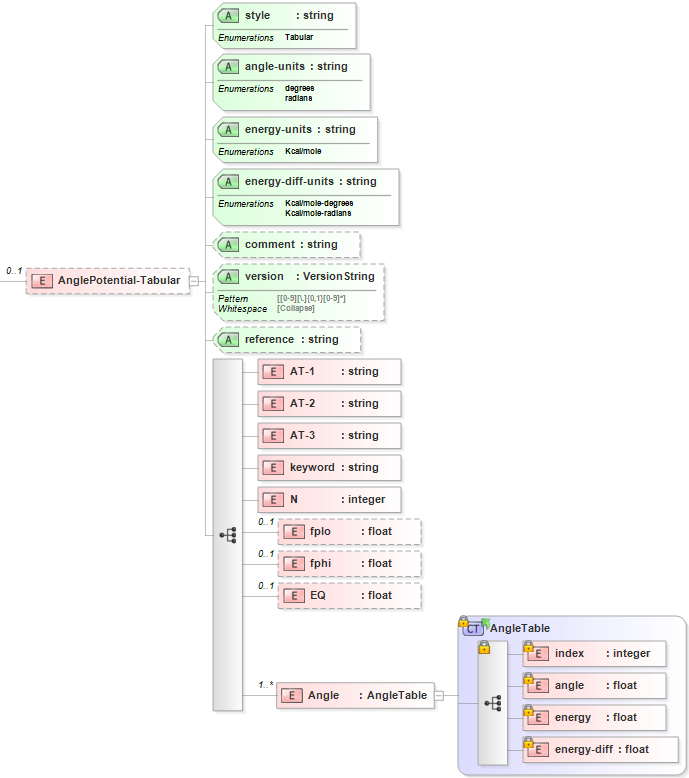 A style : string
Enumerations Tabular
A angle-units : string
Enumerations degrees
radians
A energy-units : string
Enumerations Kcal/mole
A energy-diff-units : string
Enumerations Kcal/mole-degrees
Kcal/mole-radians
A comment : string
0..1
E AnglePotential-Tabular
A version : VersionString
Pattern [[0-9][\.]{0,1}[0-9]*]
Whitespace [Collapse]
A reference : string
E AT-1 : string
E AT-2 : string
E AT-3 : string
E keyword : string
E N : integer
0..1
E fplo : float
0..1
E fphi : float
0..1
E EQ : float
CT AngleTable
E index : integer
1..*
E Angle : AngleTable
E angle : float
E energy : float
E energy-diff : float